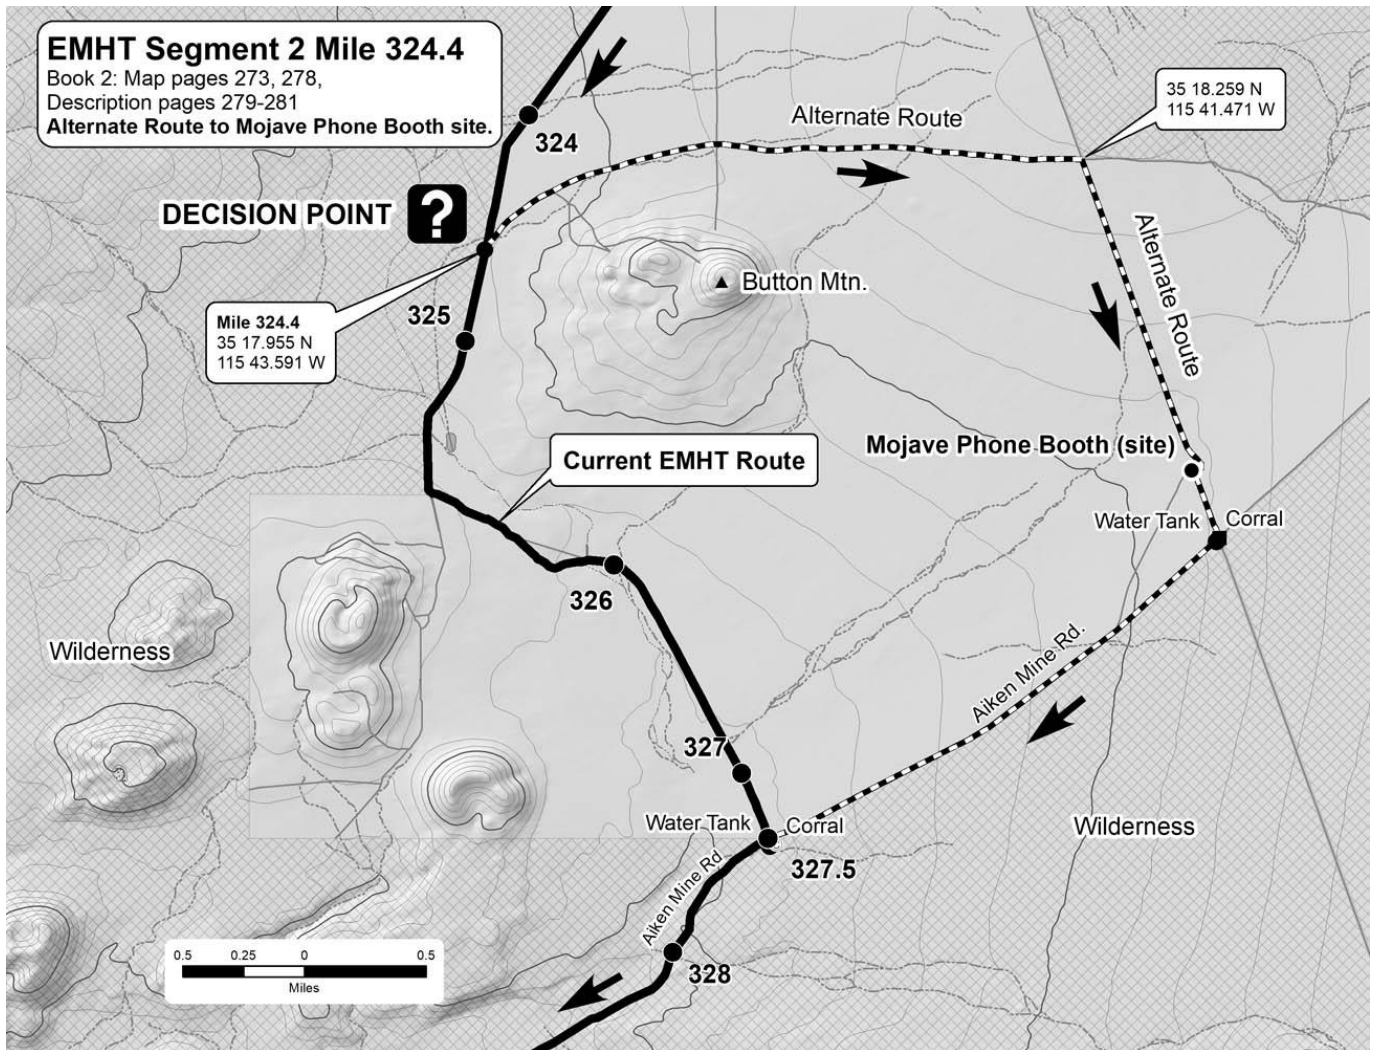 EMHT Segment 2 Mile 324.4
Book 2: Map pages 273, 278,
Description pages 279-281
Alternate Route to Mojave Phone Booth site.
35 18.259 N
115 41.471 W
Alternate Route
324
DECISION POINT
?
Alternate Route
Button Mtn.
325
Mile 324.4
35 17.955 N
115 43.591 W
Mojave Phone Booth (site)
Current EMHT Route
Water Tank
Corral
326
Wilderness
Aiken Mine Rd.
327
Water Tank
Corral
Wilderness
327.5
Aiken Mine Rd
328
0.5 0.25 0 0.5
Miles